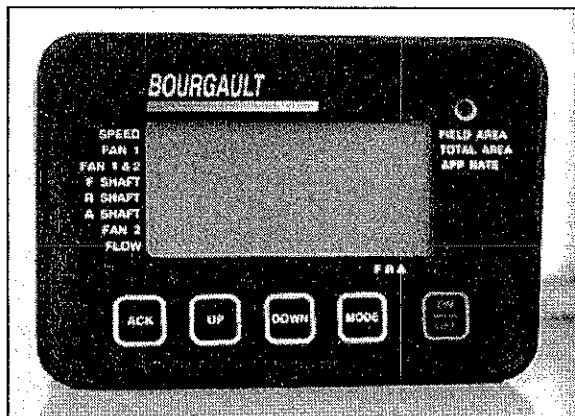 BOURGAULT
SPEED
FAN 1
FAN 1 & 2
F SHAFT
R SHAFT
A SHAFT
FAN 2
FLOW
FIELD AREA
TOTAL AREA
APP RATE
F R A
ACK
UP
DOWN
MODE